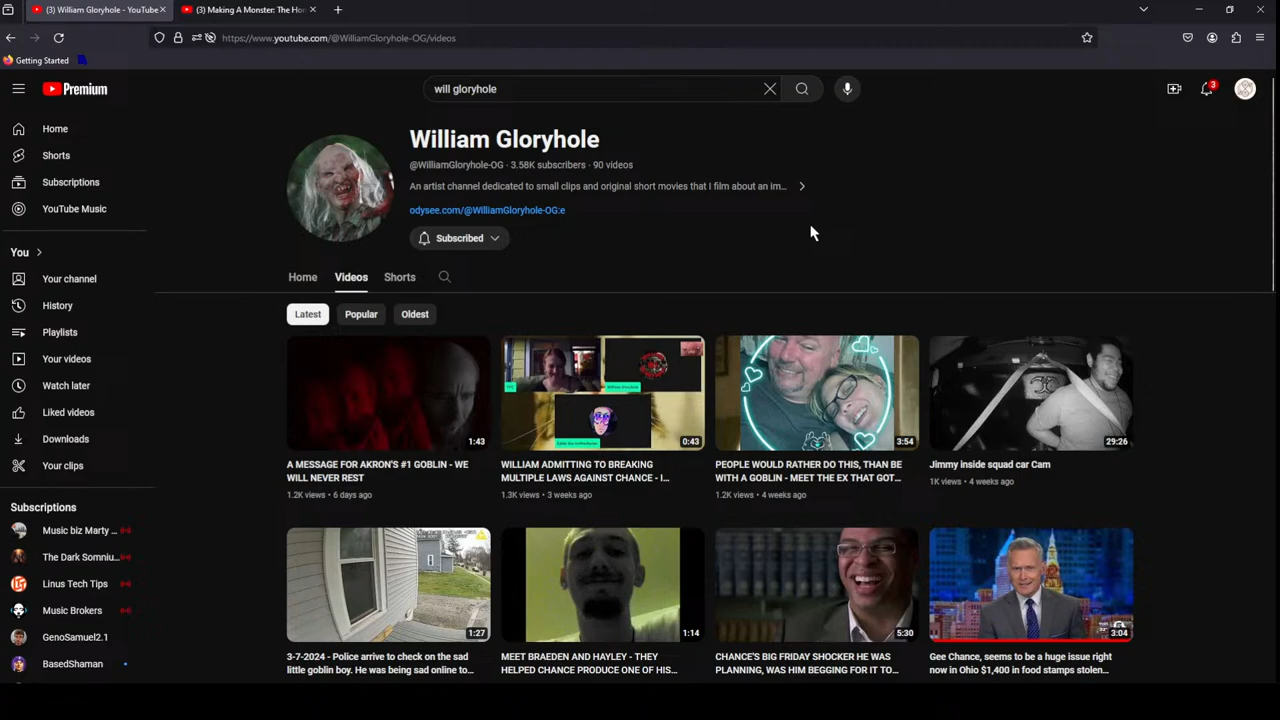 (3) William Gloryhole - YouTube
(3) Making A Monster: The Hor
https://www.youtube.com/@WilliamGloryhole-OG/videos
Getting Started
Premium
will gloryhole
3
Home
Shorts
Subscriptions
YouTube Music
You
Your channel
History
Playlists
Your videos
Watch later
Liked videos
Downloads
Your clips
Subscriptions
Music biz Marty ...
The Dark Somniu...
Linus Tech Tips
Music Brokers
GenoSamuel2.1
BasedShaman
William Gloryhole
@WilliamGloryhole-OG · 3.58K subscribers · 90 videos
An artist channel dedicated to small clips and original short movies that I film about an im...
odysee.com/@WilliamGloryhole-OG:e
Subscribed
Home Videos Shorts
Latest Popular Oldest
1:43
0:43
3:54
29:26
A MESSAGE FOR AKRON'S #1 GOBLIN - WE
WILL NEVER REST
1.2K views · 6 days ago
WILLIAM ADMITTING TO BREAKING
MULTIPLE LAWS AGAINST CHANCE - I...
1.3K views · 3 weeks ago
PEOPLE WOULD RATHER DO THIS, THAN BE
WITH A GOBLIN - MEET THE EX THAT GOT...
1.2K views · 4 weeks ago
Jimmy inside squad car Cam
1K views · 4 weeks ago
1:27
1:14
5:30
3:04
3-7-2024 - Police arrive to check on the sad
little goblin boy. He was being sad online to...
MEET BRAEDEN AND HAYLEY - THEY
HELPED CHANCE PRODUCE ONE OF HIS...
CHANCE'S BIG FRIDAY SHOCKER HE WAS
PLANNING, WAS HIM BEGGING FOR IT TO...
Gee Chance, seems to be a huge issue right
now in Ohio $1,400 in food stamps stolen...